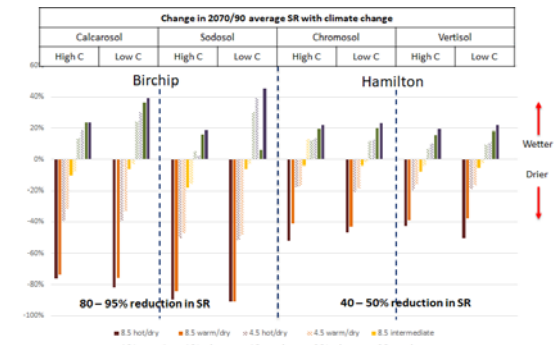 Change in 2070/90 average SR with climate change
Calcarosol Sodosol Chromosol Vertisol
High C Low C High C Low C High C Low C High C Low C
60
Birchip Hamilton
40%
20%
Wetter
0%
Drier
-20%
-40%
-60%
-80%
80 – 95% reduction in SR 40 – 50% reduction in SR
-100%
8.5 hot/dry 8.5 warm/dry 4.5 hot/dry 4.5 warm/dry 8.5 intermediate